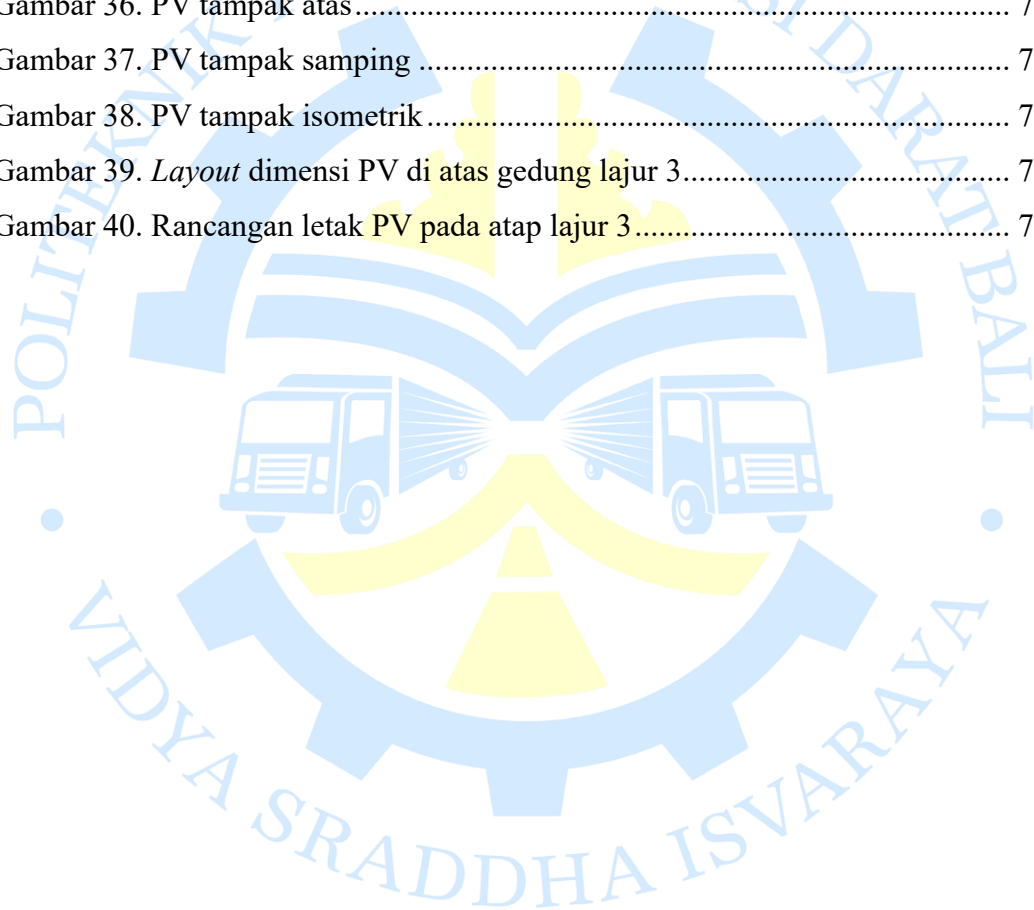 Gambar 36. PV tampak atas.......................................................................................... 7
Gambar 37. PV tampak samping .................................................................................. 7
Gambar 38. PV tampak isometrik................................................................................. 7
Gambar 39. Layout dimensi PV di atas gedung lajur 3................................................. 7
Gambar 40. Rancangan letak PV pada atap lajur 3....................................................... 7
POLITEKNIK
SI DARAT BALI
VIDYA SRADDHA ISVARAYA